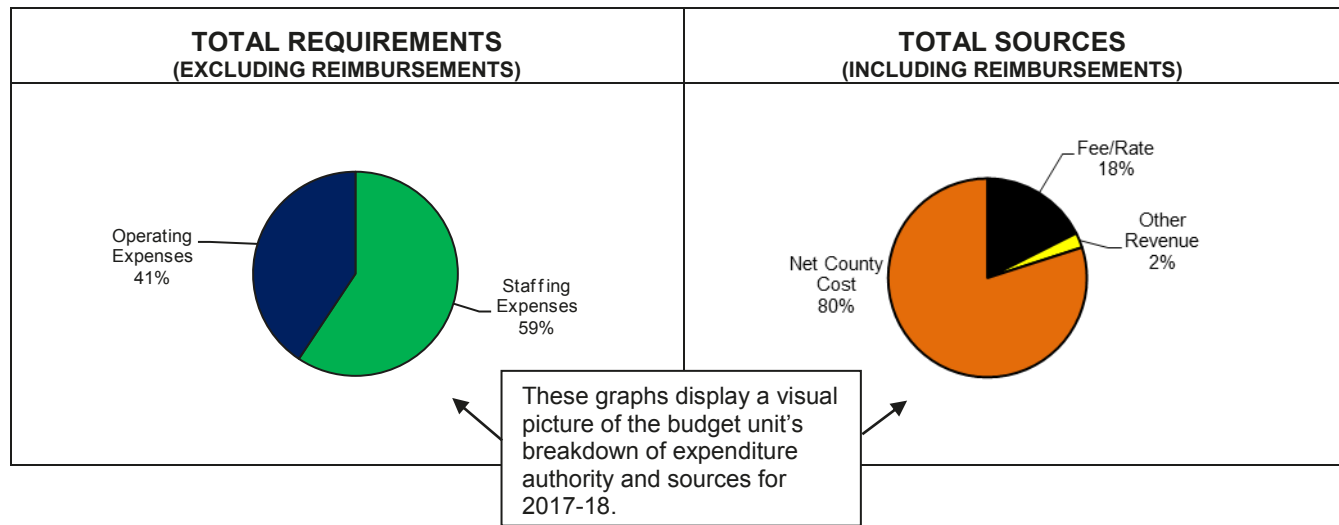 TOTAL REQUIREMENTS
(EXCLUDING REIMBURSEMENTS)
TOTAL SOURCES
(INCLUDING REIMBURSEMENTS)
Operating
Expenses
41%
Staffing
Expenses
59%
Fee/Rate
18%
Other
Revenue
2%
Net County
Cost
80%
These graphs display a visual
picture of the budget unit's
breakdown of expenditure
authority and sources for
2017-18.